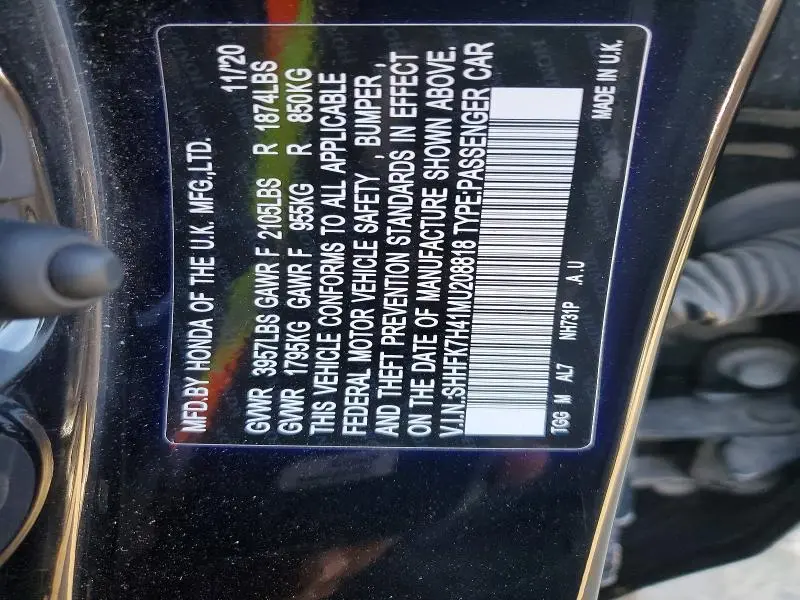 MFD.BY HONDA OF THE U.K. MFG.,LTD. 11/20
GVWR 3957LBS GAWR F 2105LBS R 1874LBS
GVWR 1795KG GAWR F 955KG R 850KG
THIS VEHICLE CONFORMS TO ALL APPLICABLE
FEDERAL MOTOR VEHICLE SAFETY , BUMPER ,
AND THEFT PREVENTION STANDARDS IN EFFECT
ON THE DATE OF MANUFACTURE SHOWN ABOVE.
V.I.N.:SHHFK7H41MU208818 TYPE:PASSENGER CAR
TGG M AL7 NH731P .A.U MADE IN U.K.